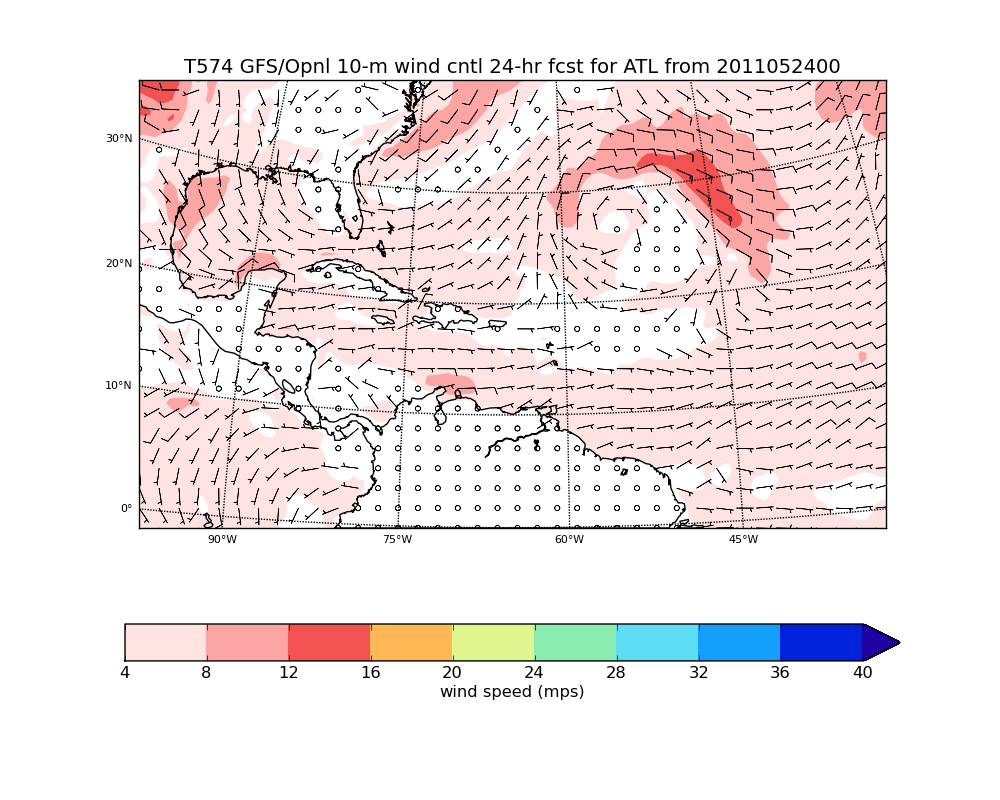 T574 GFS/Opnl 10-m wind cntl 24-hr fcst for ATL from 2011052400
30°N
20°N
10°N
0°
90°W 75°W 60°W 45°W
4 8 12 16 20 24 28 32 36 40
wind speed (mps)